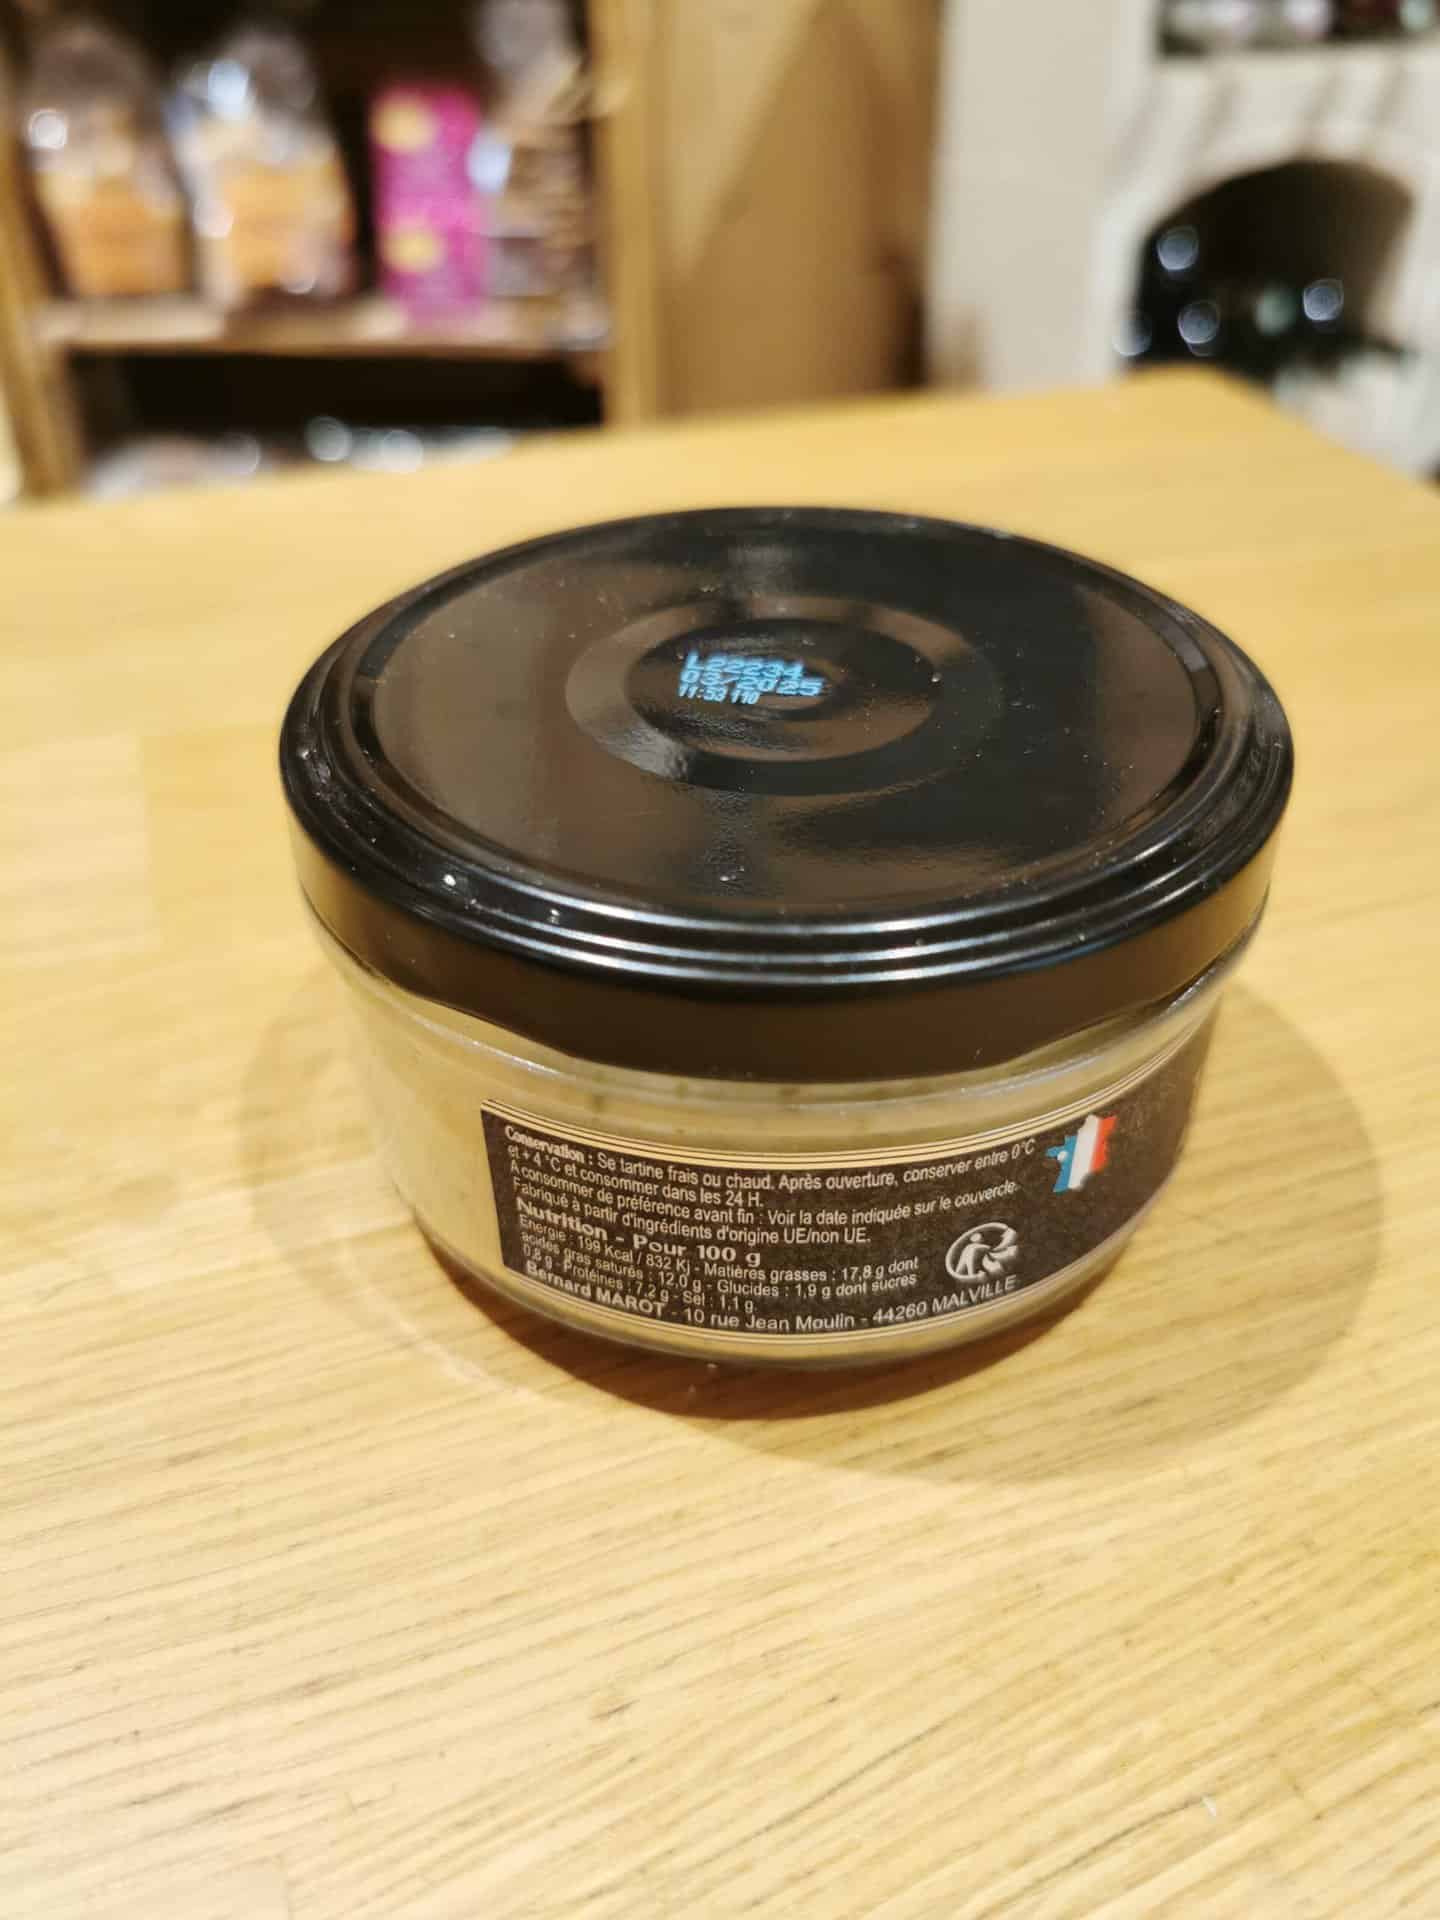 L22234
03/2025
11:53 110
Conservation : Se tartine frais ou chaud. Après ouverture, conserver entre 0°C
et + 4 °C et consommer dans les 24 H.
A consommer de préférence avant fin : Voir la date indiquée sur le couvercle.
Fabriqué à partir d'ingrédients d'origine UE/non UE.
Nutrition - Pour 100 g
Energie : 199 Kcal / 832 Kj - Matières grasses : 17,8 g dont
acides gras saturés : 12,0 g - Glucides : 1,9 g dont sucres
0,8 g - Protéines : 7,2 g - Sel : 1,1 g.
Bernard MAROT - 10 rue Jean Moulin - 44260 MALVILLE